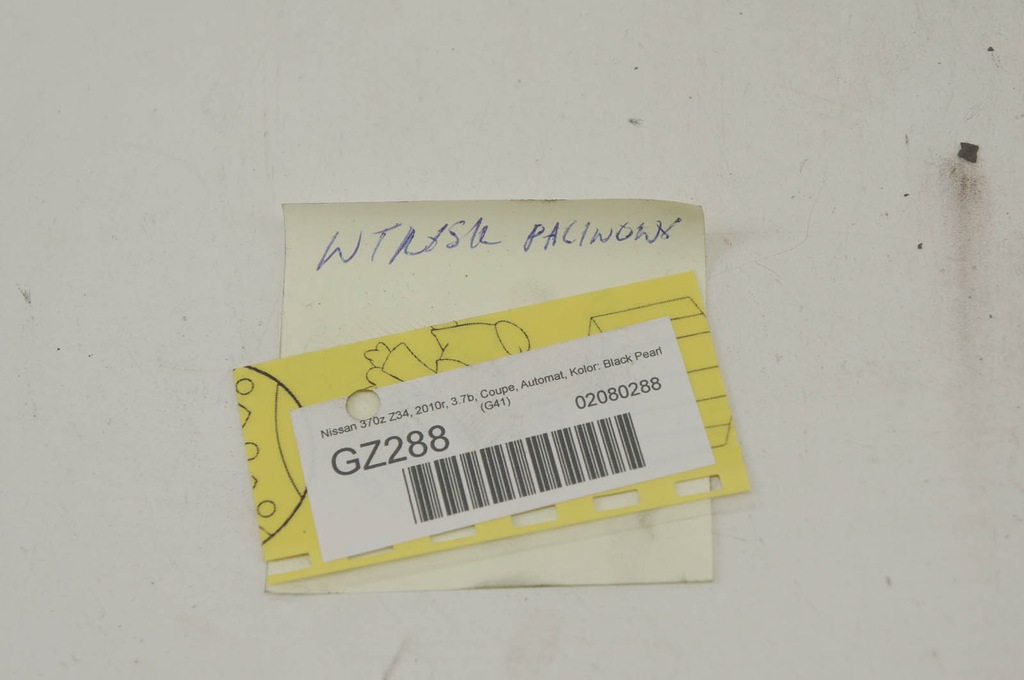 WTRYSK PALIWOWY
Nissan 370z Z34, 2010r, 3.7b, Coupe, Automat, Kolor: Black Pearl
(G41)
GZ288
02080288